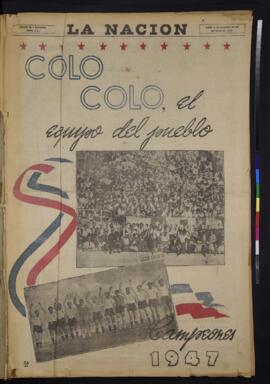 LA NACION
COLO
COLO, el
equipo del pueblo
Campeones
1947